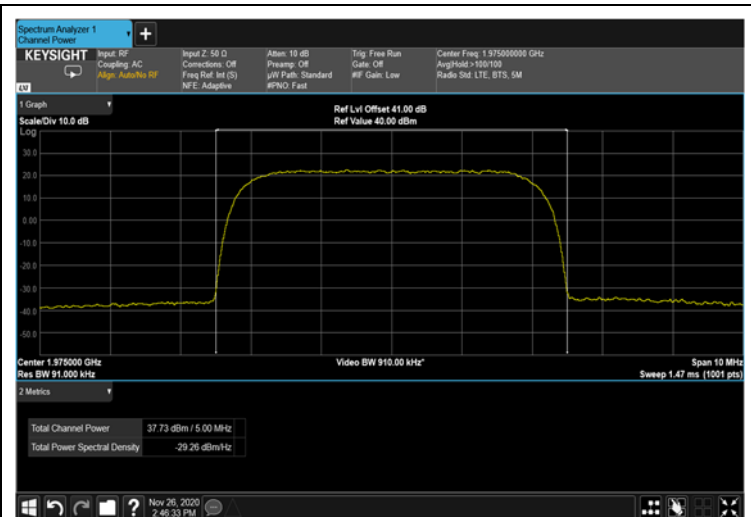 Spectrum Analyzer 1
Channel Power
KEYSIGHT
Input: RF
Coupling: AC
Align: Auto/No RF
Input Z: 50 Ω
Corrections: Off
Freq Ref: Int (S)
NFE: Adaptive
Atten: 10 dB
Preamp: Off
µW Path: Standard
#PNO: Fast
Trig: Free Run
Gate: Off
#IF Gain: Low
Center Freq: 1.975000000 GHz
Avg|Hold:>100/100
Radio Std: LTE, BTS, 5M
LXI
1 Graph
Scale/Div 10.0 dB
Ref Lvl Offset 41.00 dB
Ref Value 40.00 dBm
Log
30.0
20.0
10.0
0.00
-10.0
-20.0
-30.0
-40.0
-50.0
Center 1.975000 GHz
Res BW 91.000 kHz
Video BW 910.00 kHz*
Span 10 MHz
Sweep 1.47 ms (1001 pts)
2 Metrics
Total Channel Power 37.73 dBm / 5.00 MHz
Total Power Spectral Density -29.26 dBm/Hz
?
Nov 26, 2020
2:46:33 PM